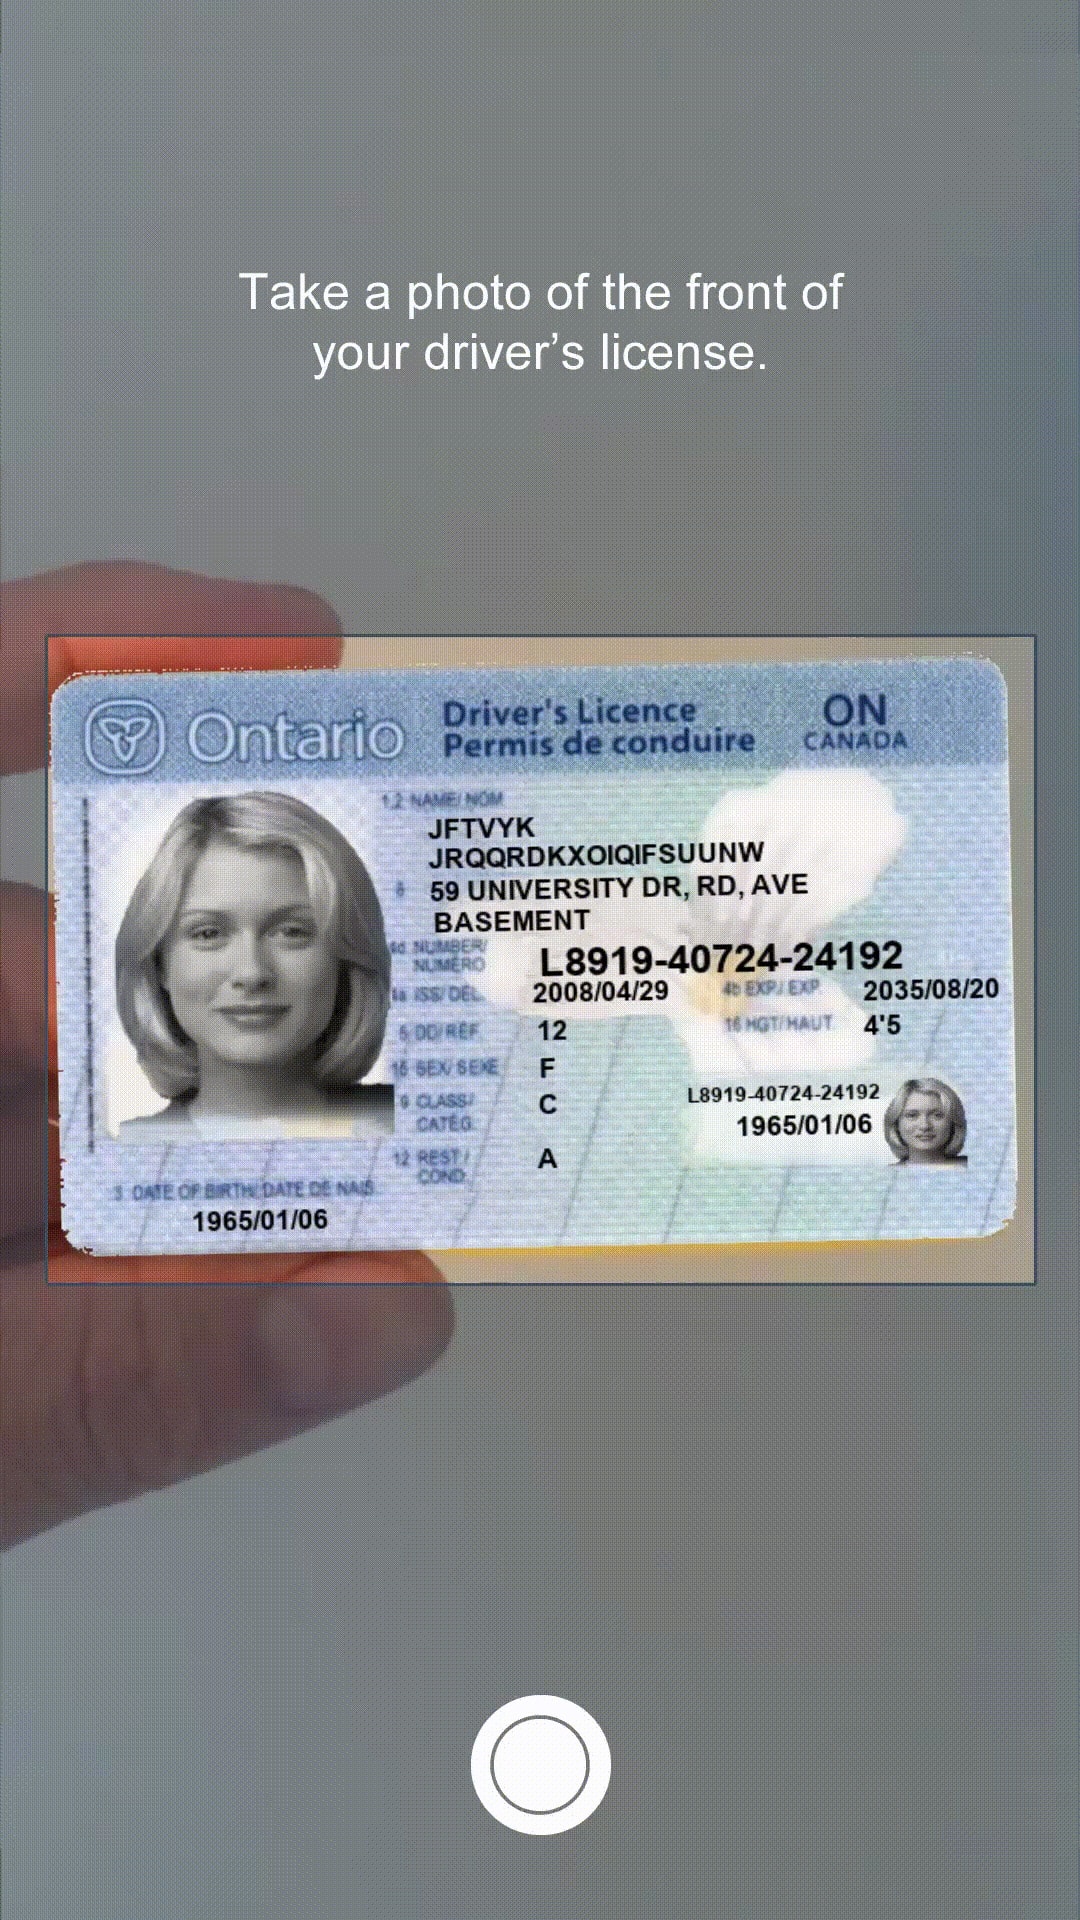 Take a photo of the front of
your driver's license.
Ontario
Driver's Licence
Permis de conduire
ON
CANADA
1,2 NAME/NOM
JFTVYK
JRQQRDKXOIQIFSUUNW
8 59 UNIVERSITY DR, RD, AVE
BASEMENT
4d NUMBER/
NUMÉRO
L8919-40724-24192
4a ISS/DÉL. 2008/04/29 4b EXP./EXP. 2035/08/20
5 DD/RÉF. 12 16 HGT/HAUT 4'5
15 SEX/SEXE F
9 CLASS/
CATÉG.
C
12 REST./
COND.
A
L8919-40724-24192
1965/01/06
3 DATE OF BIRTH/DATE DE NAIS.
1965/01/06